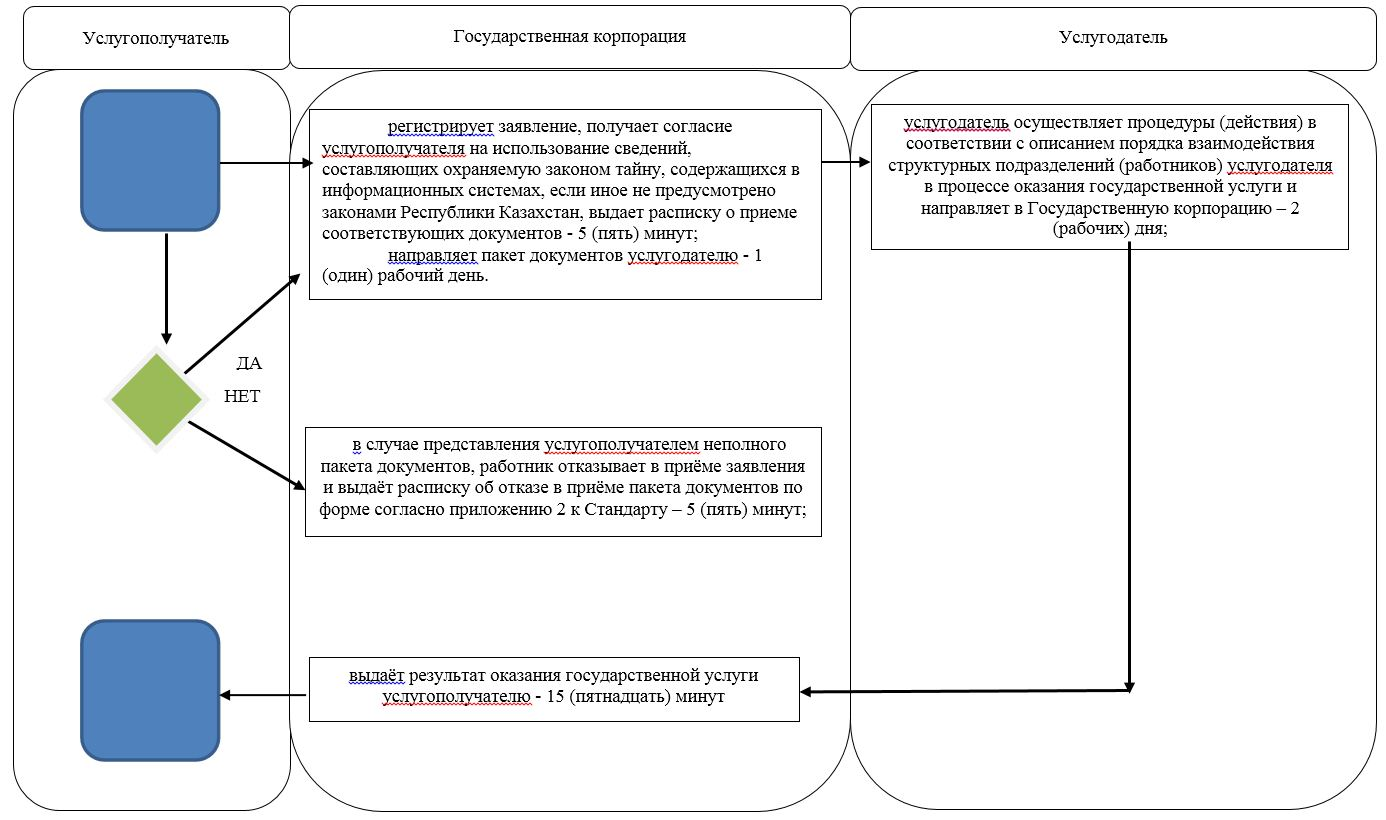 Услугополучатель
Государственная корпорация
Услугодатель
регистрирует заявление, получает согласие
услугополучателя на использование сведений,
составляющих охраняемую законом тайну, содержащихся в
информационных системах, если иное не предусмотрено
законами Республики Казахстан, выдает расписку о приеме
соответствующих документов - 5 (пять) минут;
направляет пакет документов услугодателю - 1
(один) рабочий день.
услугодатель осуществляет процедуры (действия) в
соответствии с описанием порядка взаимодействия
структурных подразделений (работников) услугодателя
в процессе оказания государственной услуги и
направляет в Государственную корпорацию – 2
(рабочих) дня;
ДА
НЕТ
в случае представления услугополучателем неполного
пакета документов, работник отказывает в приёме заявления
и выдаёт расписку об отказе в приёме пакета документов по
форме согласно приложению 2 к Стандарту – 5 (пять) минут;
выдаёт результат оказания государственной услуги
услугополучателю - 15 (пятнадцать) минут